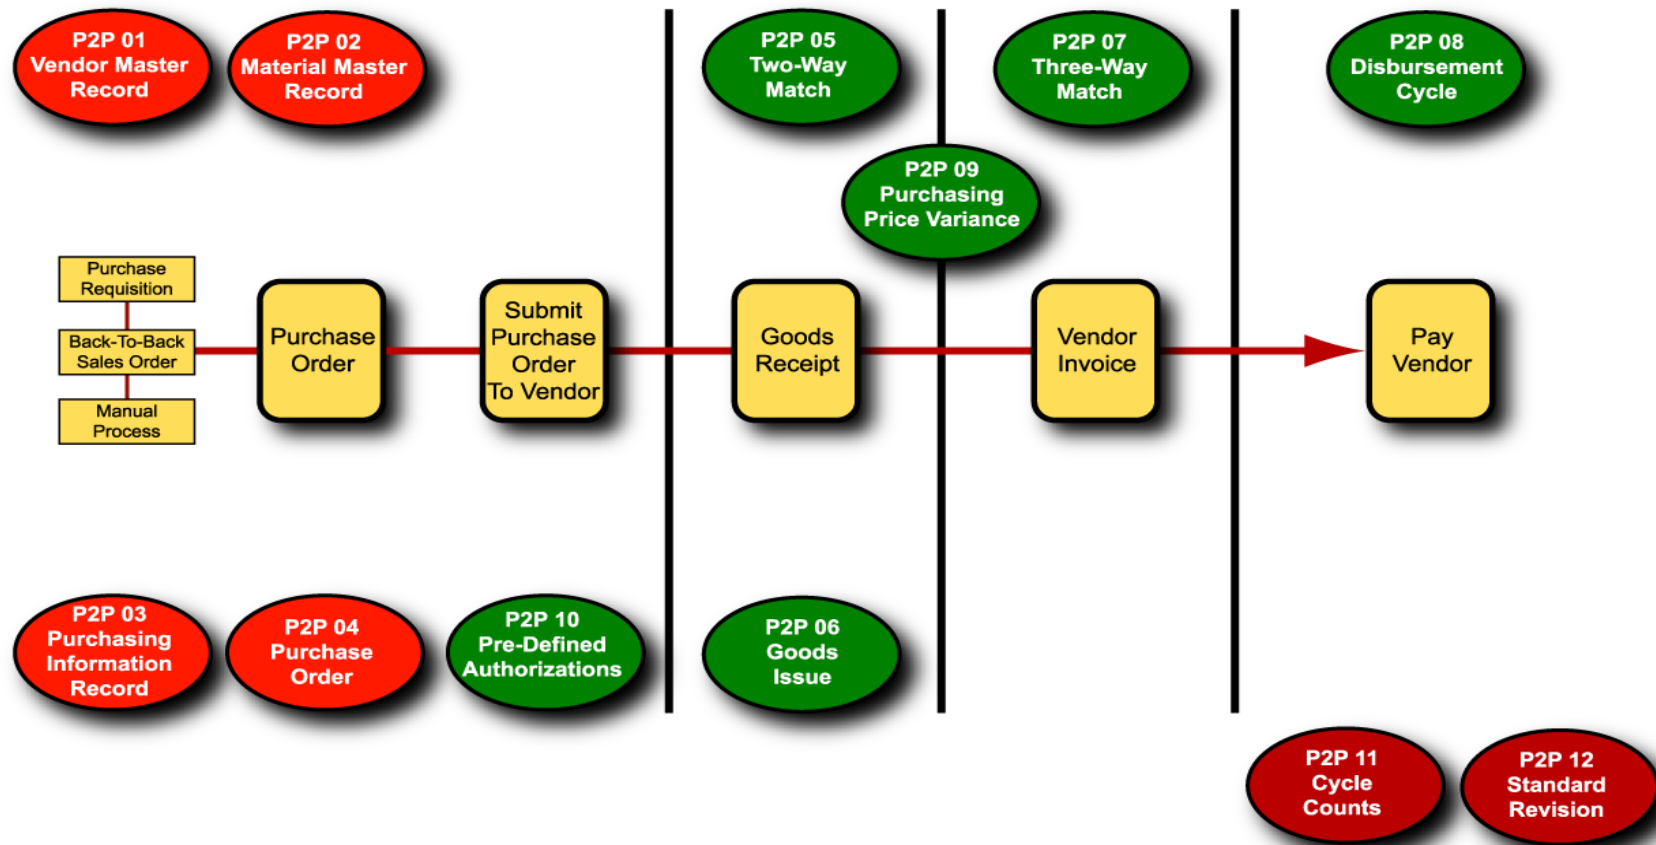 P2P 01
Vendor Master
Record
P2P 02
Material Master
Record
P2P 05
Two-Way
Match
P2P 07
Three-Way
Match
P2P 08
Disbursement
Cycle
P2P 09
Purchasing
Price Variance
Purchase
Requisition
Back-To-Back
Sales Order
Manual
Process
Purchase
Order
Submit
Purchase
Order
To Vendor
Goods
Receipt
Vendor
Invoice
Pay
Vendor
P2P 03
Purchasing
Information
Record
P2P 04
Purchase
Order
P2P 10
Pre-Defined
Authorizations
P2P 06
Goods
Issue
P2P 11
Cycle
Counts
P2P 12
Standard
Revision